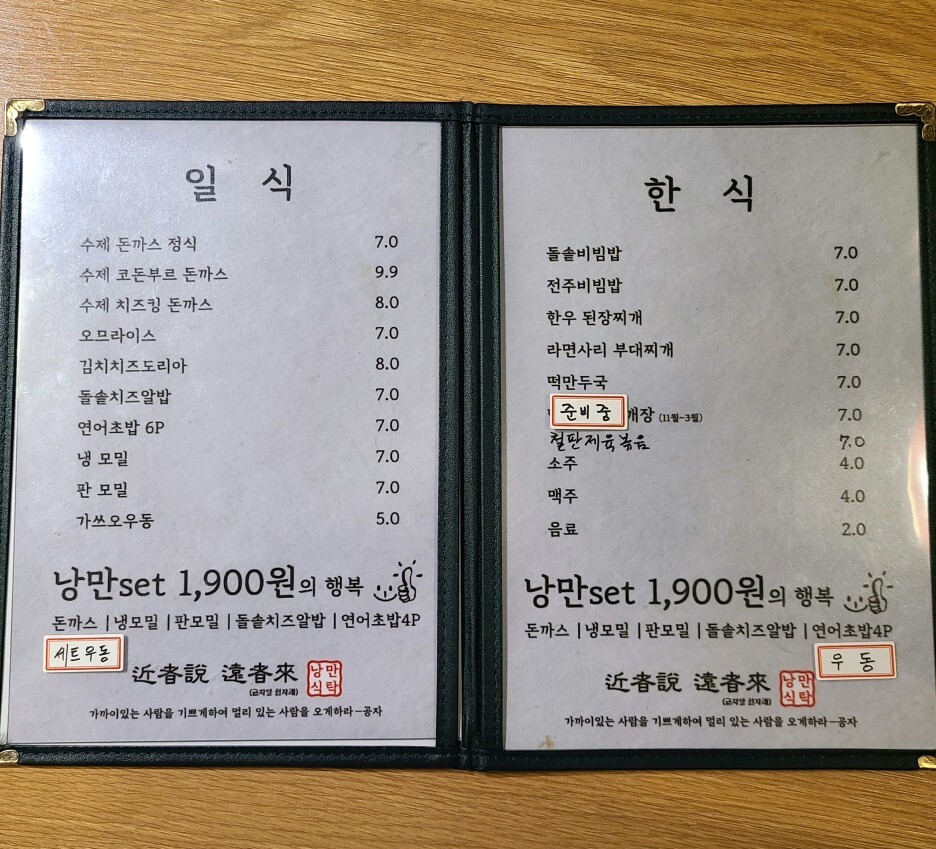 일 식
수제 돈까스 정식 7.0
수제 코돈부르 돈까스 9.9
수제 치즈킹 돈까스 8.0
오므라이스 7.0
김치치즈도리아 8.0
돌솥치즈알밥 7.0
연어초밥 6P 7.0
냉 모밀 7.0
판 모밀 7.0
가쓰오우동 5.0
낭만set 1,900원의 행복
돈까스 | 냉모밀 | 판모밀 | 돌솥치즈알밥 | 연어초밥4P
세트우동
近者說 遠者來
(근자열 원자래)
낭만
식탁
가까이있는 사람을 기쁘게하여 멀리 있는 사람을 오게하라-공자
한 식
돌솥비빔밥 7.0
전주비빔밥 7.0
한우 된장찌개 7.0
라면사리 부대찌개 7.0
떡만두국 7.0
준비중 개장 (11월~3월) 7.0
철판제육볶음 7.0
소주 4.0
맥주 4.0
음료 2.0
낭만set 1,900원의 행복
돈까스 | 냉모밀 | 판모밀 | 돌솥치즈알밥 | 연어초밥4P
우동
近者說 遠者來
(근자열 원자래)
낭만
식탁
가까이있는 사람을 기쁘게하여 멀리 있는 사람을 오게하라-공자